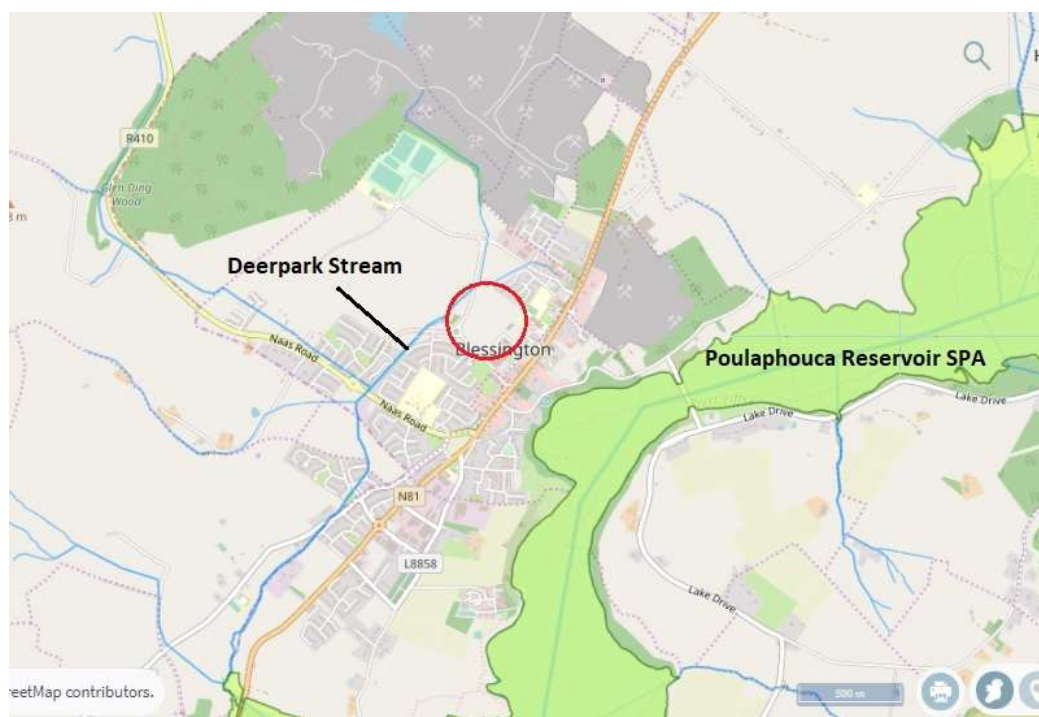 R410
Glen Ding
Wood
8 m
Deerpark Stream
Naas Road
Blessington
Poulaphouca Reservoir SPA
Lake Drive
Lake Drive
Naas Road
N81
L8858
Lake Drive
reetMap contributors.
500 m